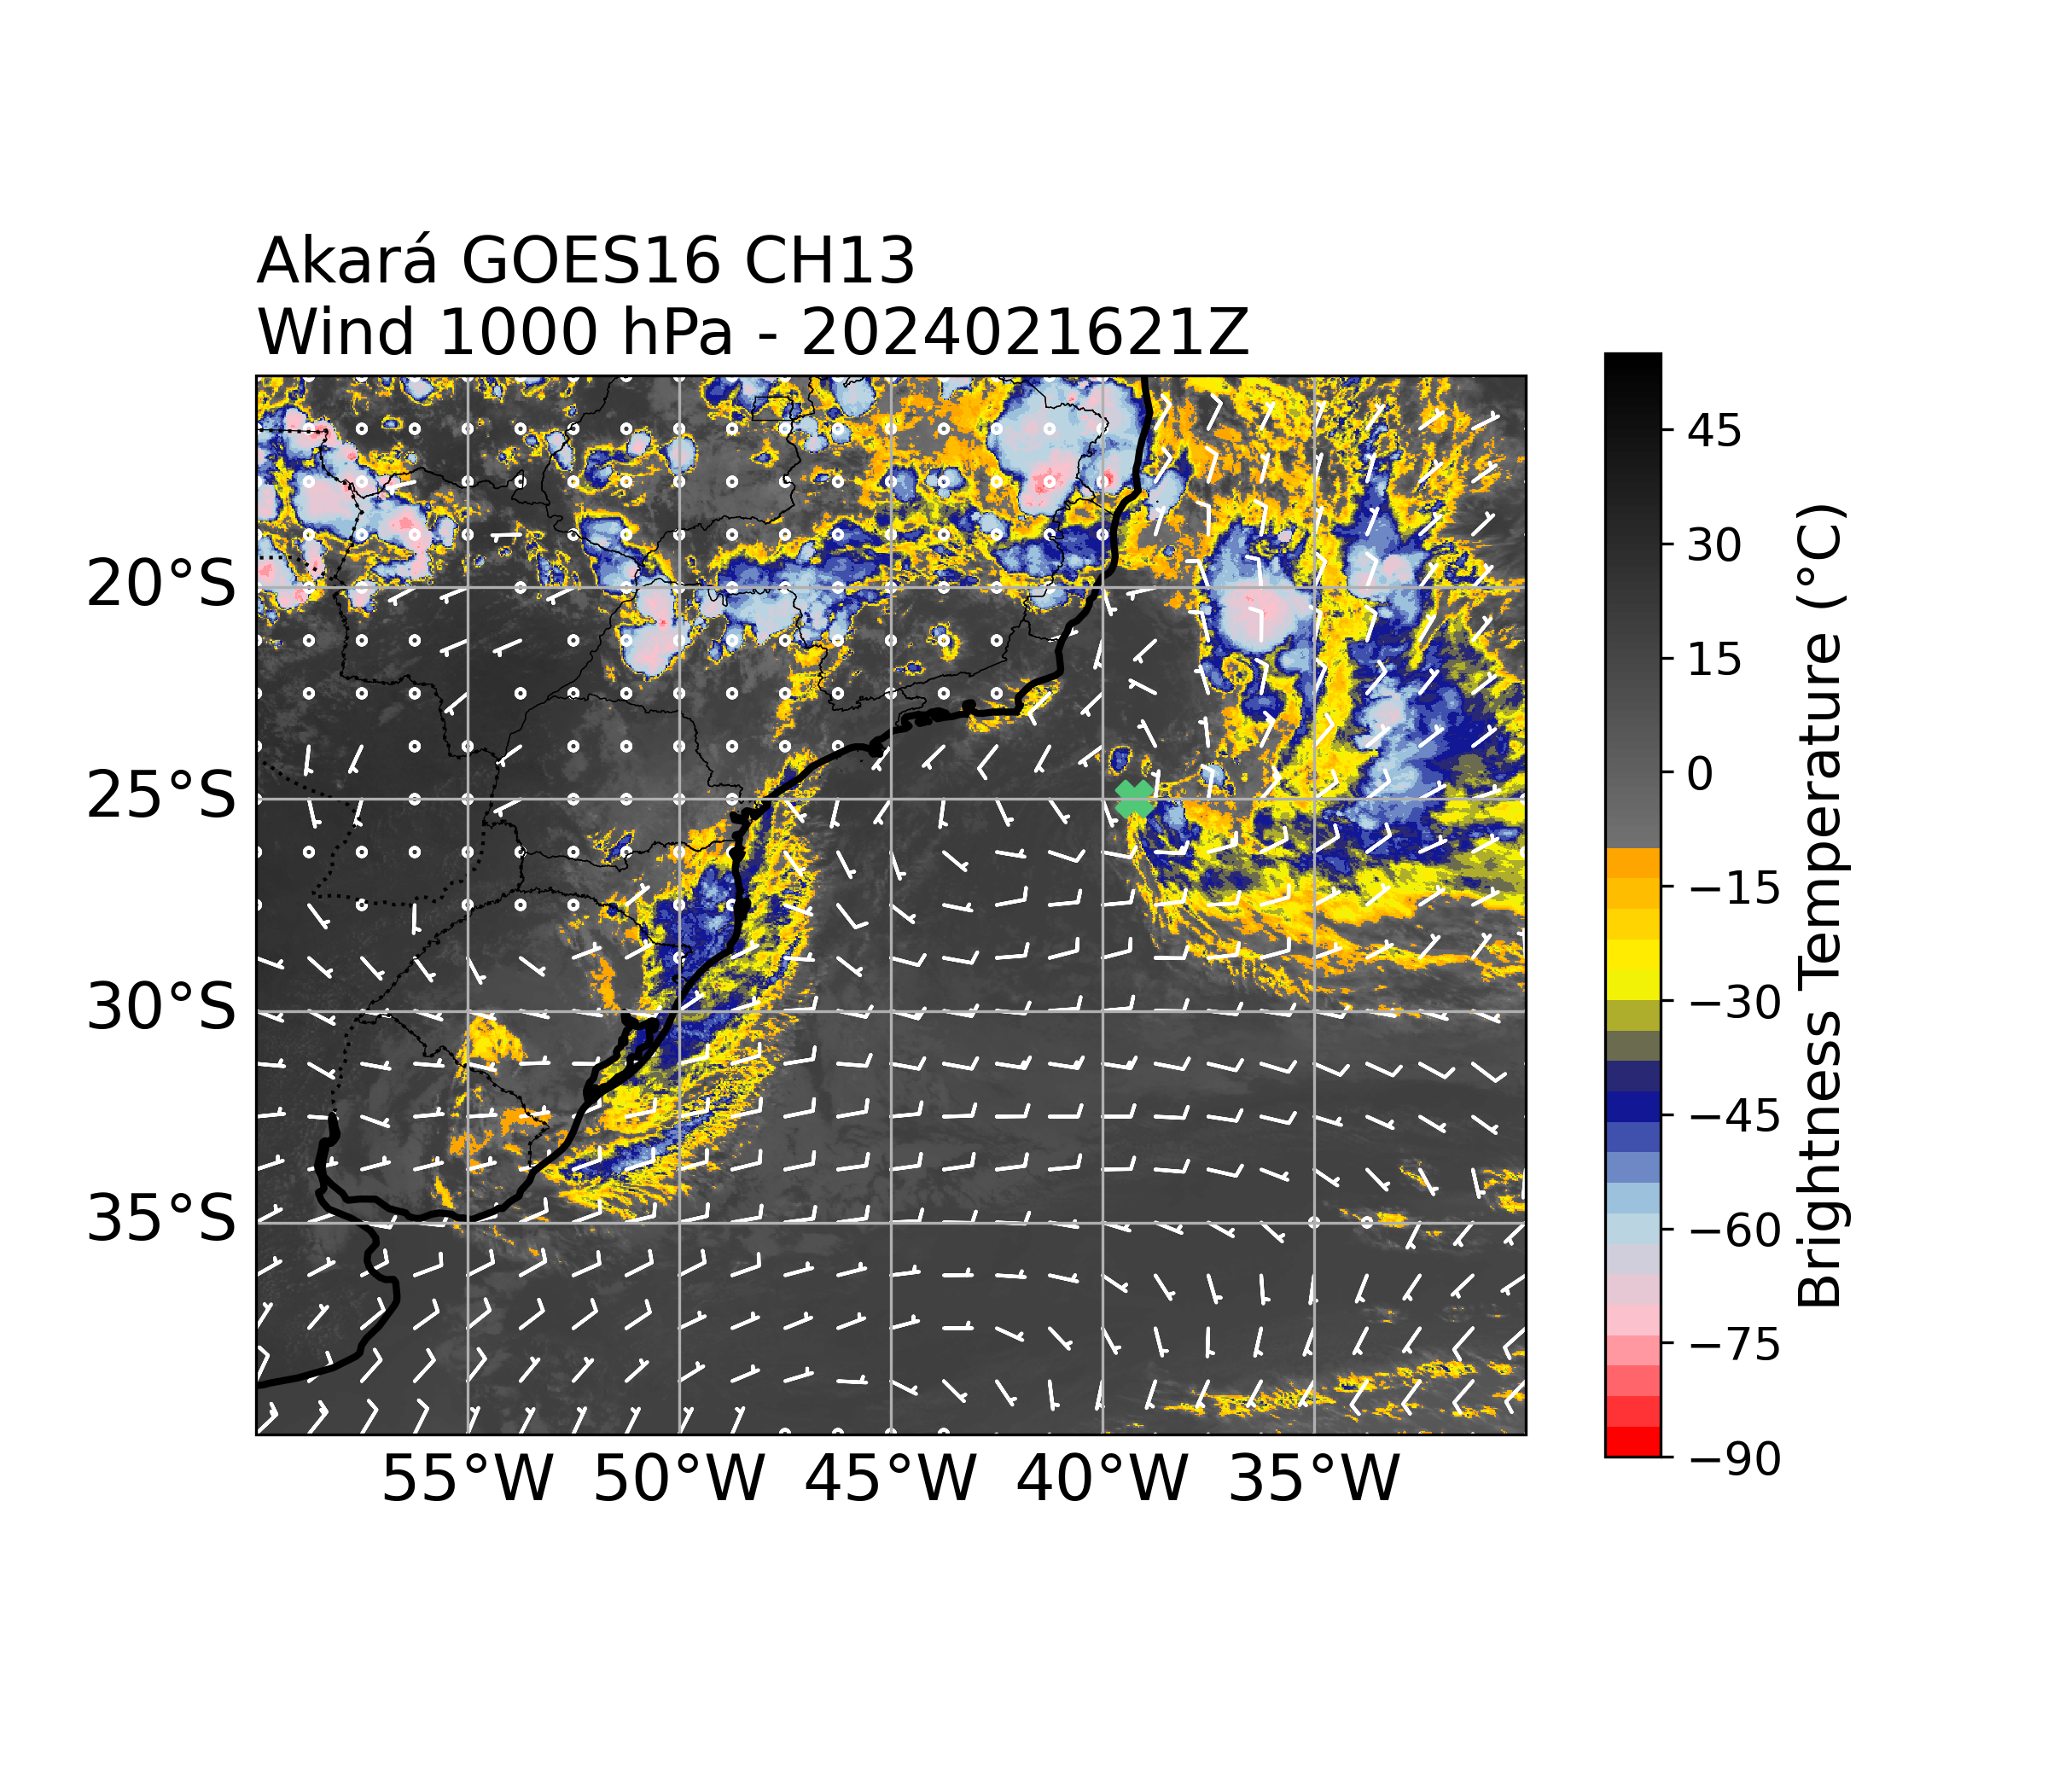 Akará GOES16 CH13
Wind 1000 hPa - 2024021621Z
20°S
25°S
30°S
35°S
55°W 50°W 45°W 40°W 35°W
45
30
15
0
−15
−30
−45
−60
−75
−90
Brightness Temperature (°C)